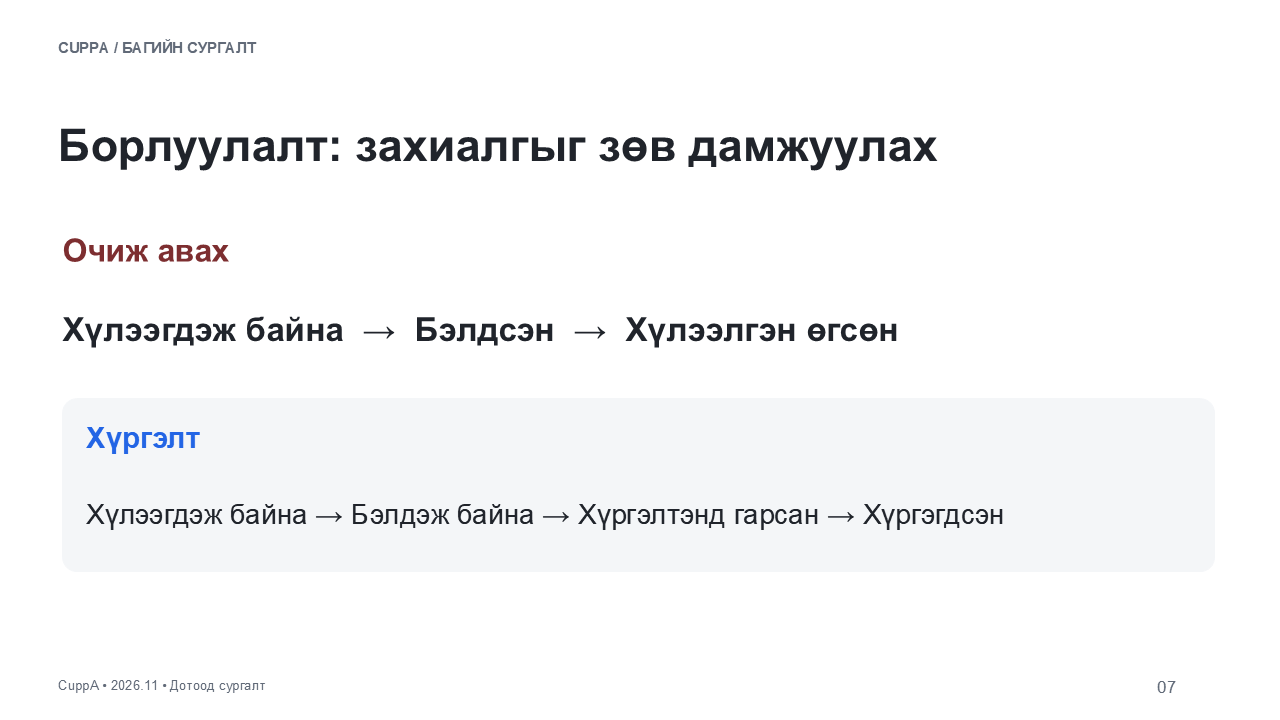 CUPPA / БАГИЙН СУРГАЛТ
Борлуулалт: захиалгыг зөв дамжуулах
Очиж авах
Хүлээгдэж байна → Бэлдсэн → Хүлээлгэн өгсөн
Хүргэлт
Хүлээгдэж байна → Бэлдэж байна → Хүргэлтэнд гарсан → Хүргэгдсэн
CuppA • 2026.11 • Дотоод сургалт
07